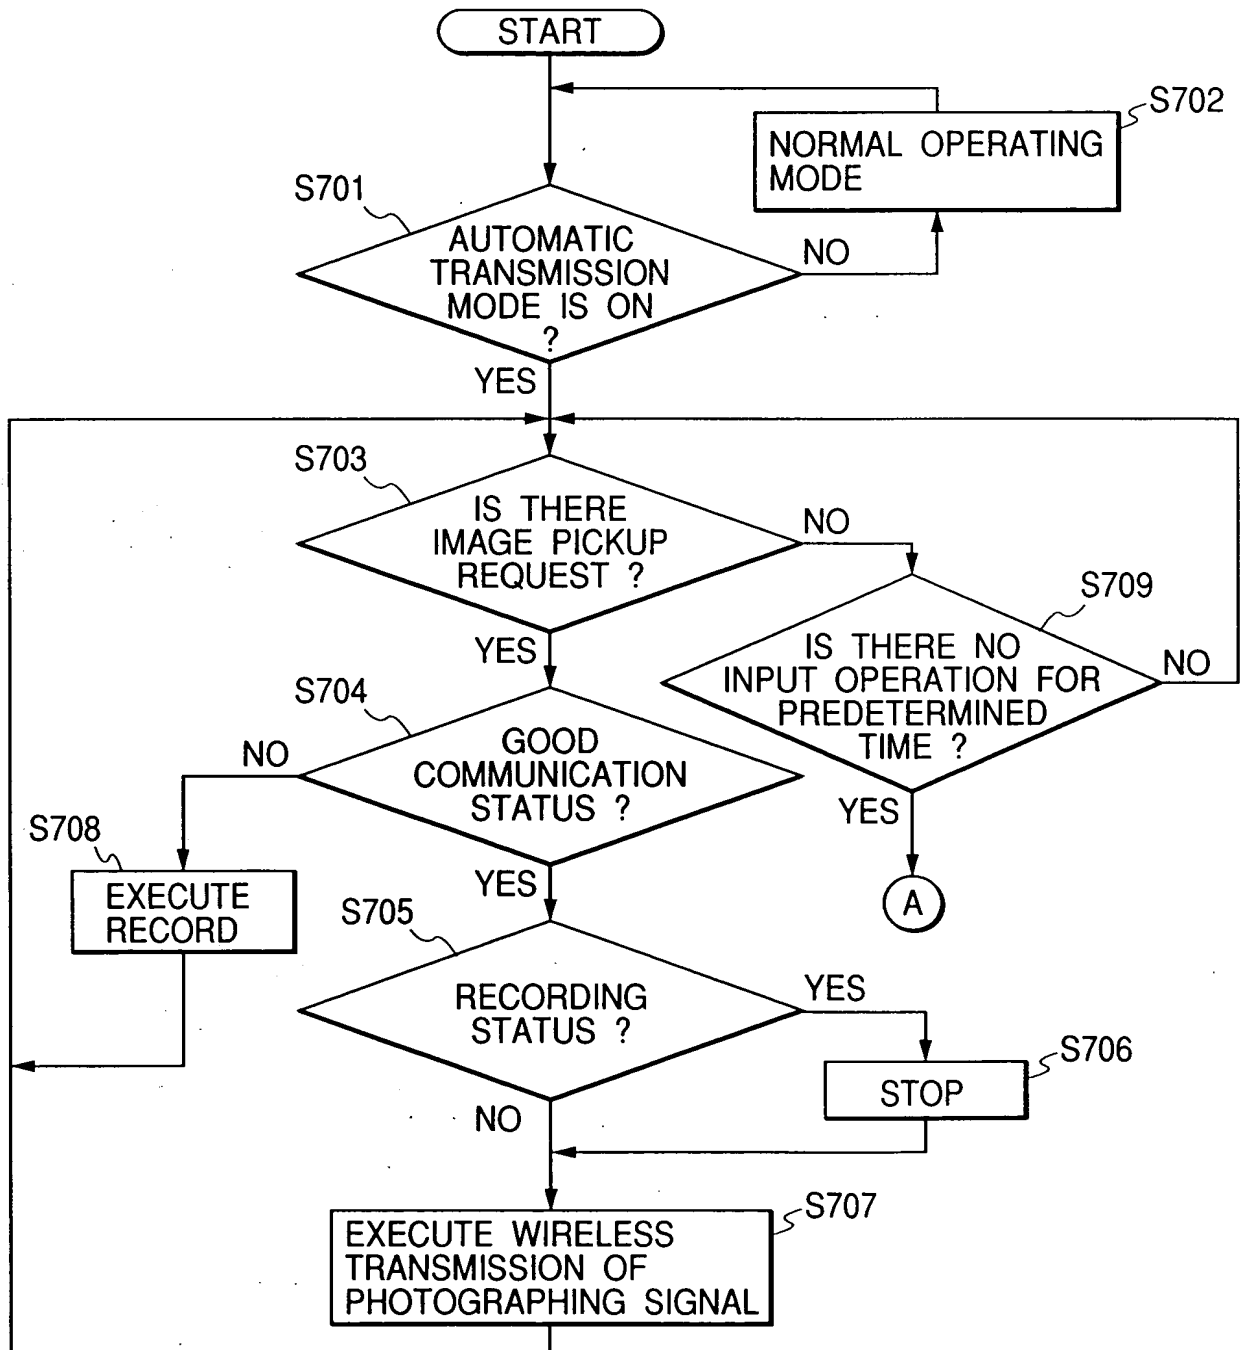 START
S702
NORMAL OPERATING
MODE
S701
AUTOMATIC
TRANSMISSION
MODE IS ON
?
NO
YES
S703
IS THERE
IMAGE PICKUP
REQUEST ?
NO
YES
S709
IS THERE NO
INPUT OPERATION FOR
PREDETERMINED
TIME ?
NO
YES
A
S704
GOOD
COMMUNICATION
STATUS ?
NO
YES
S708
EXECUTE
RECORD
S705
RECORDING
STATUS ?
YES
NO
S706
STOP
S707
EXECUTE WIRELESS
TRANSMISSION OF
PHOTOGRAPHING SIGNAL